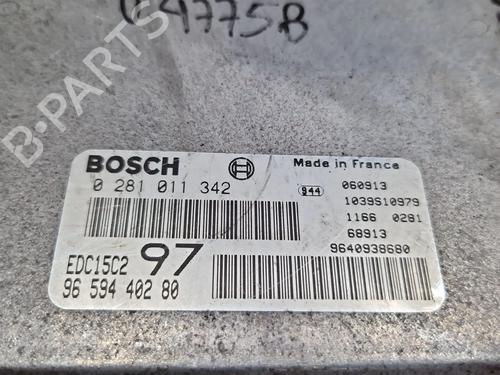 64775B
B-PARTS
BOSCH
Made in France
0 281 011 342
944 060913
1039S10979
1166 0281
68913
9640938680
EDC15C2 97
96 594 402 80